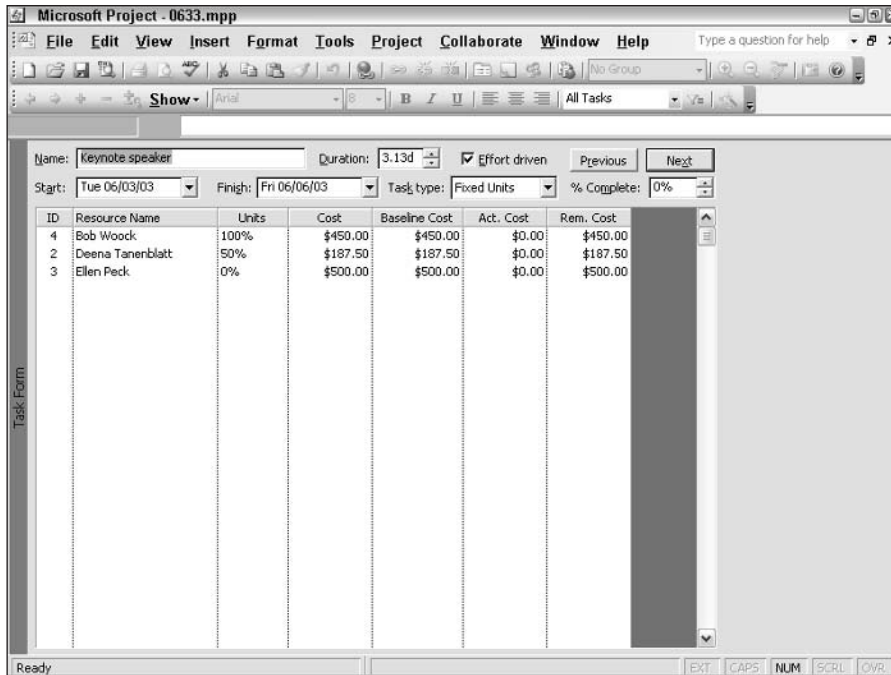 Microsoft Project - 0633.mpp
File Edit View Insert Format Tools Project Collaborate Window Help Type a question for help
No Group
Show Arial 8 B I U All Tasks
Name: Keynote speaker Duration: 3.13d Effort driven Previous Next
Start: Tue 06/03/03 Finish: Fri 06/06/03 Task type: Fixed Units % Complete: 0%
ID Resource Name Units Cost Baseline Cost Act. Cost Rem. Cost
4 Bob Woock 100% $450.00 $450.00 $0.00 $450.00
2 Deena Tanenblatt 50% $187.50 $187.50 $0.00 $187.50
3 Ellen Peck 0% $500.00 $500.00 $0.00 $500.00
Task Form
Ready EXT CAPS NUM SCRL OVR